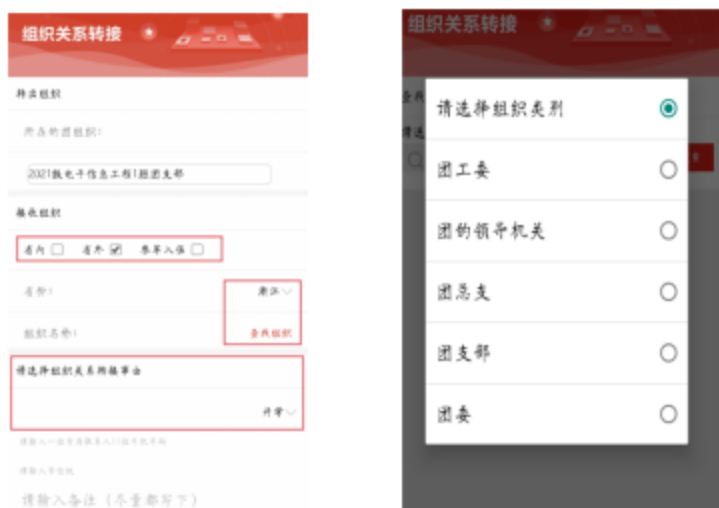 组织关系转接
转出组织
所在的团组织:
2021级电子信息工程1班团支部
接收组织
省内 省外 参军入伍
省份: 浙江
组织名称: 查找组织
请选择组织关系转接事由
升学
请输入备注 (尽量都写下)
组织关系转接
请选择组织类别
团工委
团的领导机关
团总支
团支部
团委